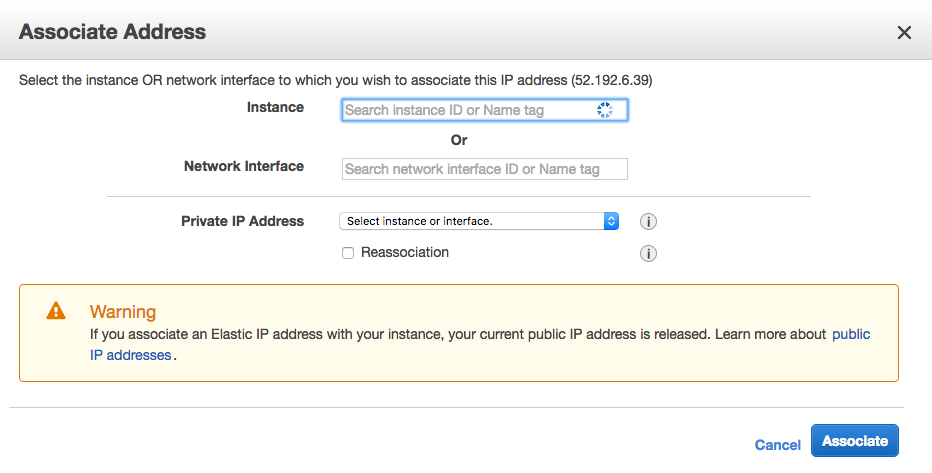 Associate Address
Select the instance OR network interface to which you wish to associate this IP address (52.192.6.39)
Instance
Search instance ID or Name tag
Or
Network Interface
Search network interface ID or Name tag
Private IP Address
Select instance or interface.
Reassociation
Warning
If you associate an Elastic IP address with your instance, your current public IP address is released. Learn more about public
IP addresses.
Cancel
Associate